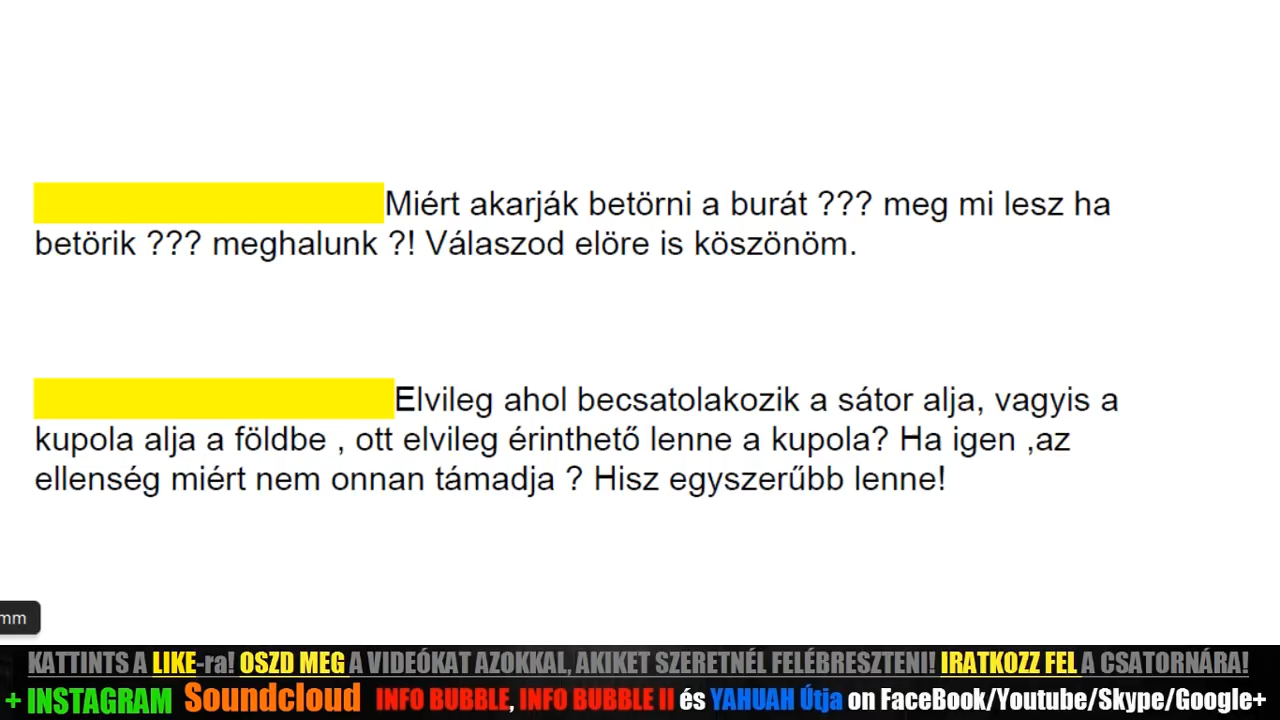 Miért akarják betörni a burát ??? meg mi lesz ha
betörik ??? meghalunk ?! Válaszod elöre is köszönöm.
Elvileg ahol becsatolakozik a sátor alja, vagyis a
kupola alja a földbe , ott elvileg érinthető lenne a kupola? Ha igen ,az
ellenség miért nem onnan támadja ? Hisz egyszerűbb lenne!
mm
KATTINTS A LIKE-ra! OSZD MEG A VIDEÓKAT AZOKKAL, AKIKET SZERETNÉL FELÉBRESZTENI! IRATKOZZ FEL A CSATORNÁRA!
+ INSTAGRAM Soundcloud INFO BUBBLE, INFO BUBBLE II és YAHUAH Útja on FaceBook/Youtube/Skype/Google+